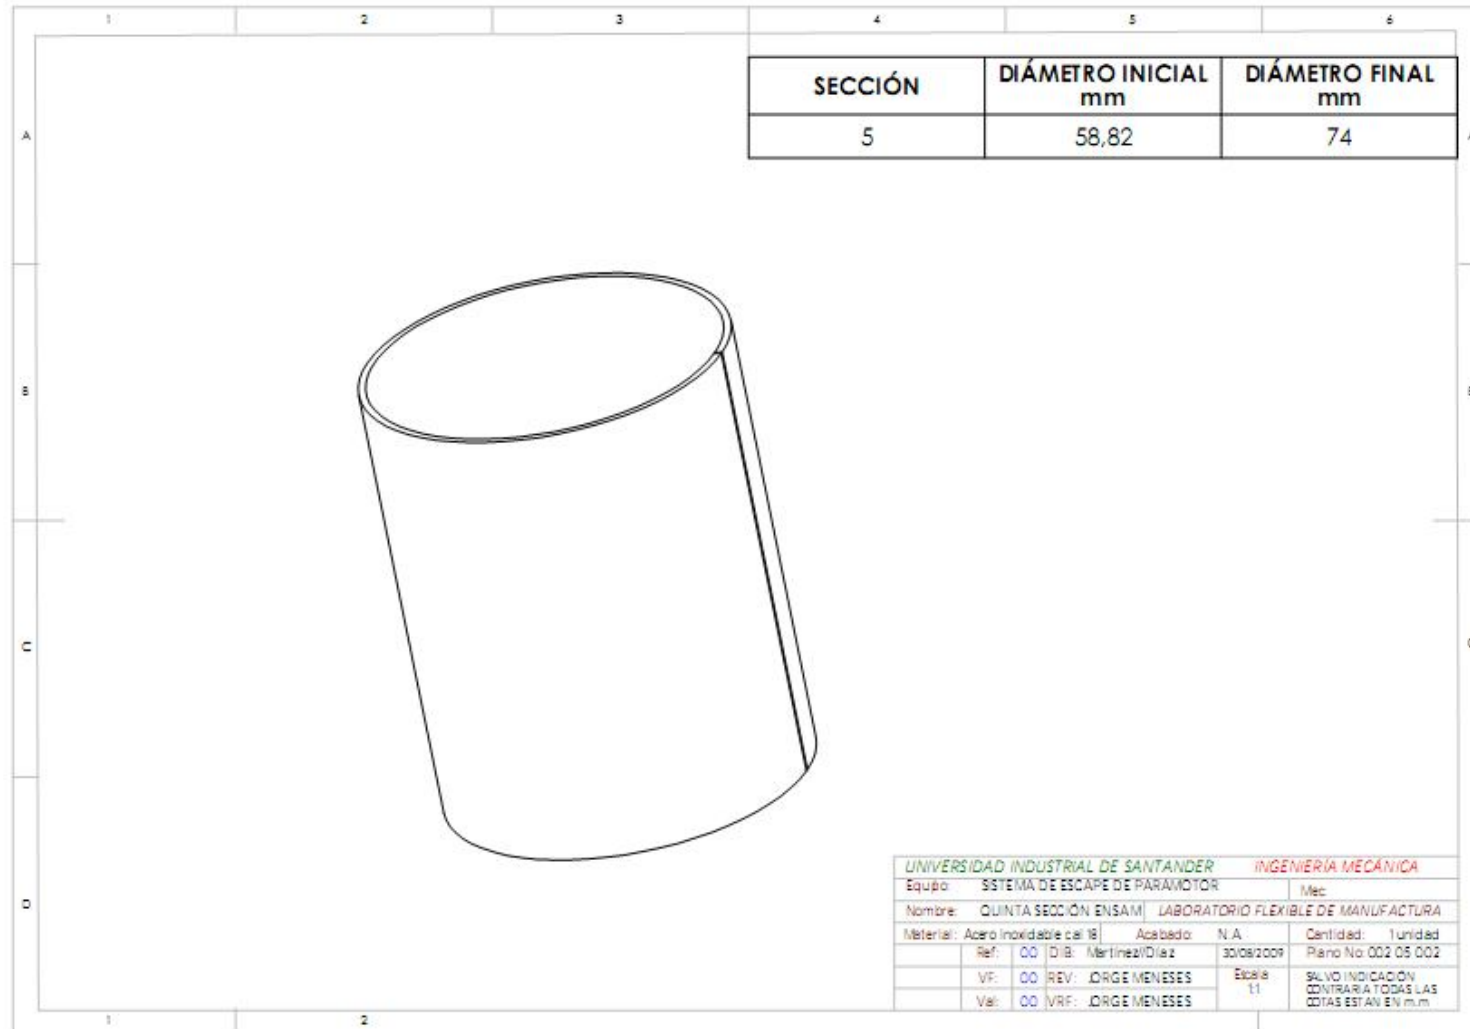 1 2 3 4 5 6
SECCIÓN DIÁMETRO INICIAL mm DIÁMETRO FINAL mm
5 58,82 74
A
B
C
D
UNIVERSIDAD INDUSTRIAL DE SANTANDER INGENIERÍA MECÁNICA
Equipo: SISTEMA DE ESCAPE DE PARAMOTOR Mec
Nombre: QUINTA SECCIÓN ENSAM LABORATORIO FLEXIBLE DE MANUFACTURA
Material: Acero Inoxidable cal 18 Acabado: N.A. Cantidad: 1 unidad
Ref: 00 DIB: Martinez//Diaz 30/08/2009 Plano No: 002 05 002
VF: 00 REV: JORGE MENESES Escala 1:1 SALVO INDICACIÓN
CONTRARIA TODAS LAS
Val: 00 VRF: JORGE MENESES COTAS ESTAN EN m.m
1 2